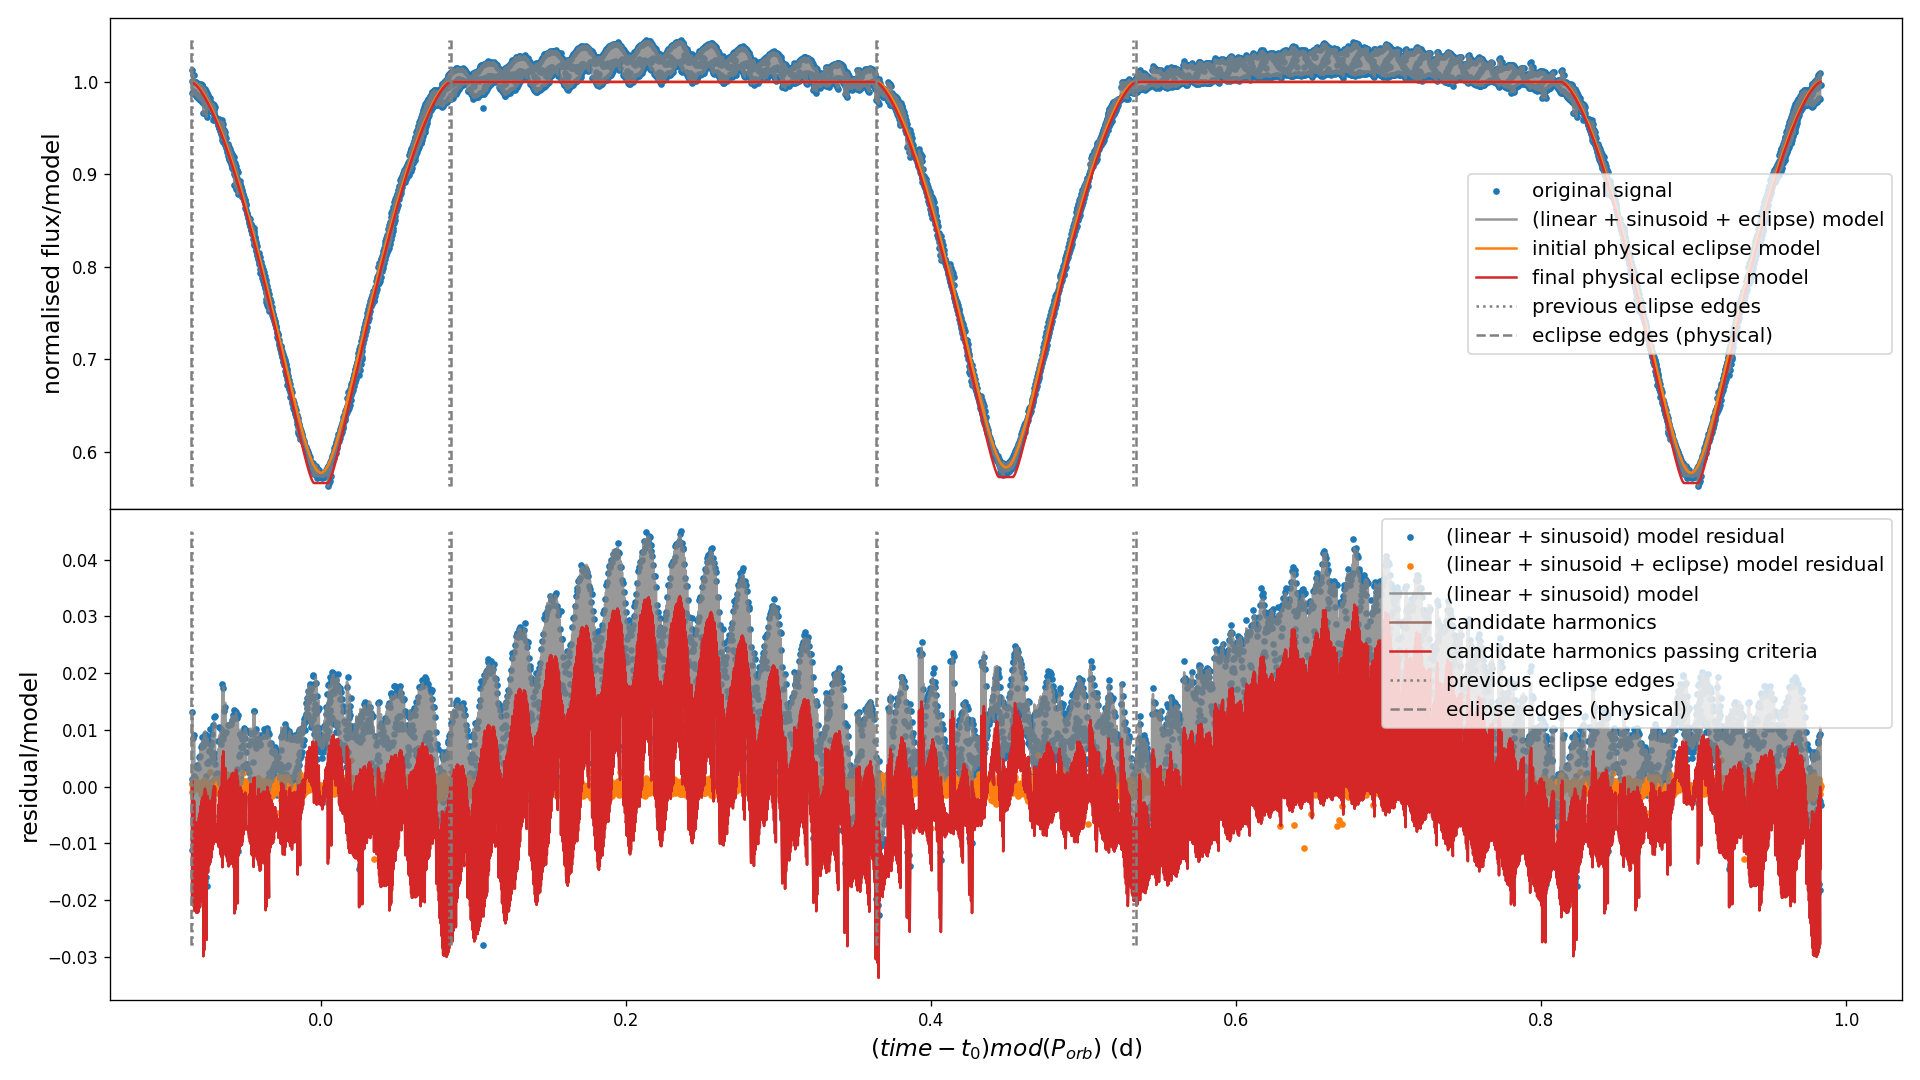 normalised flux/model
1.0
0.9
0.8
0.7
0.6
original signal
(linear + sinusoid + eclipse) model
initial physical eclipse model
final physical eclipse model
previous eclipse edges
eclipse edges (physical)
residual/model
0.04
0.03
0.02
0.01
0.00
−0.01
−0.02
−0.03
(linear + sinusoid) model residual
(linear + sinusoid + eclipse) model residual
(linear + sinusoid) model
candidate harmonics
candidate harmonics passing criteria
previous eclipse edges
eclipse edges (physical)
0.0 0.2 0.4 0.6 0.8 1.0
(time − t₀)mod(P_orb) (d)